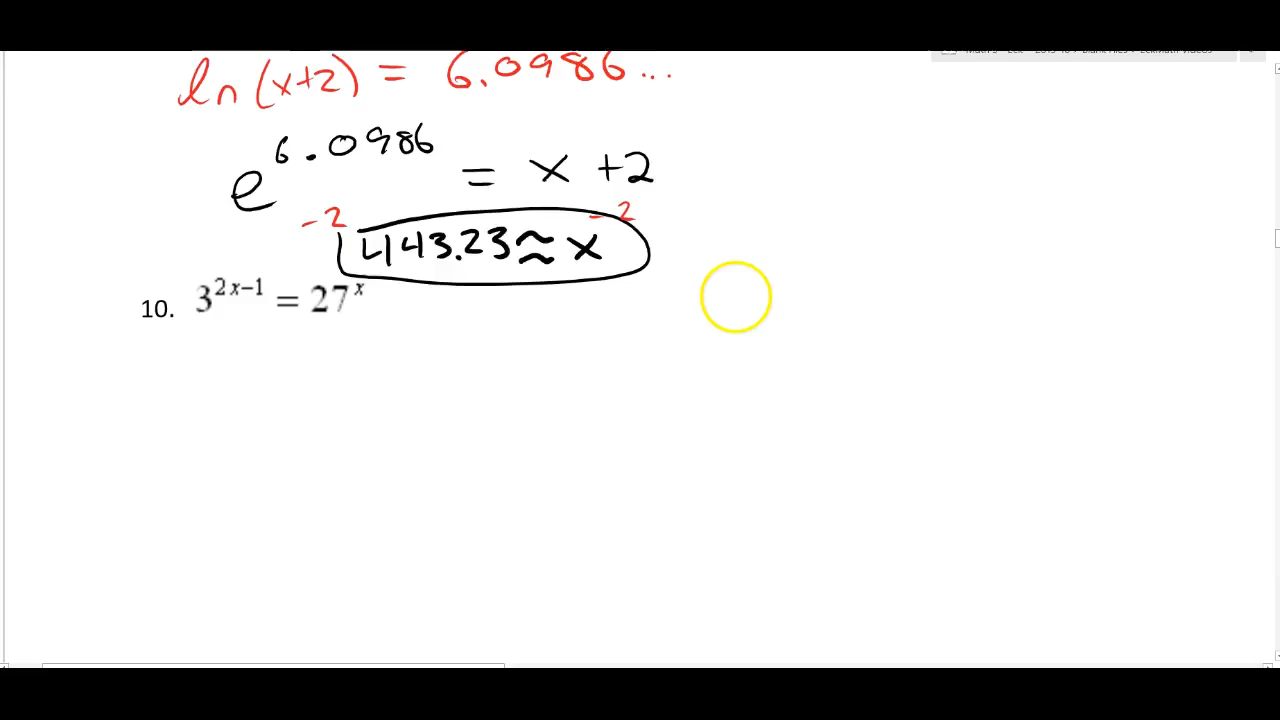 ln(x+2) = 6.0986...
e^6.0986 = x +2
-2 -2
443.23≈x
10. 3^{2x-1} = 27^x